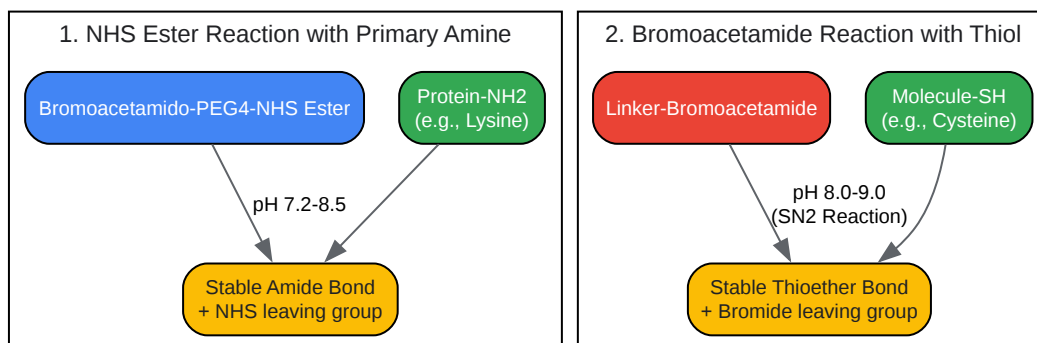 1. NHS Ester Reaction with Primary Amine
Bromoacetamido-PEG4-NHS Ester
Protein-NH2
(e.g., Lysine)
pH 7.2-8.5
Stable Amide Bond
+ NHS leaving group
2. Bromoacetamide Reaction with Thiol
Linker-Bromoacetamide
Molecule-SH
(e.g., Cysteine)
pH 8.0-9.0
(SN2 Reaction)
Stable Thioether Bond
+ Bromide leaving group